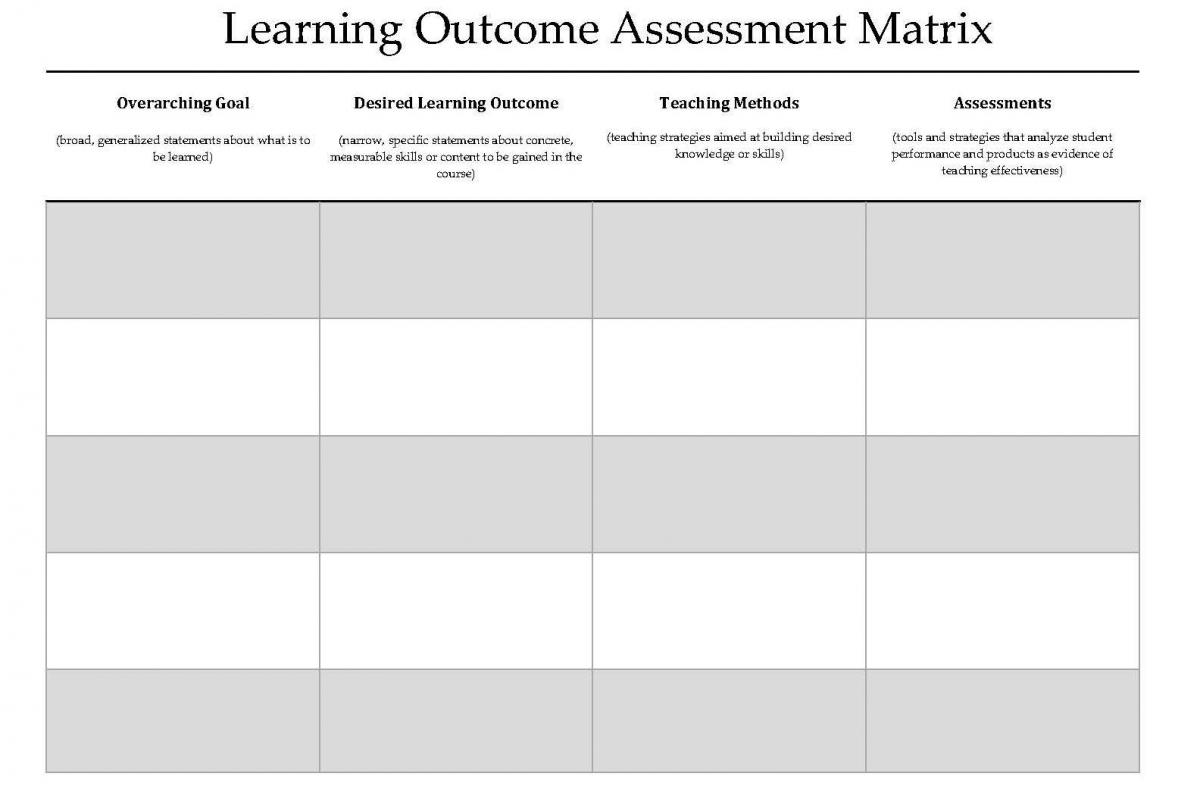 Learning Outcome Assessment Matrix
Overarching Goal
(broad, generalized statements about what is to
be learned)
Desired Learning Outcome
(narrow, specific statements about concrete,
measurable skills or content to be gained in the
course)
Teaching Methods
(teaching strategies aimed at building desired
knowledge or skills)
Assessments
(tools and strategies that analyze student
performance and products as evidence of
teaching effectiveness)